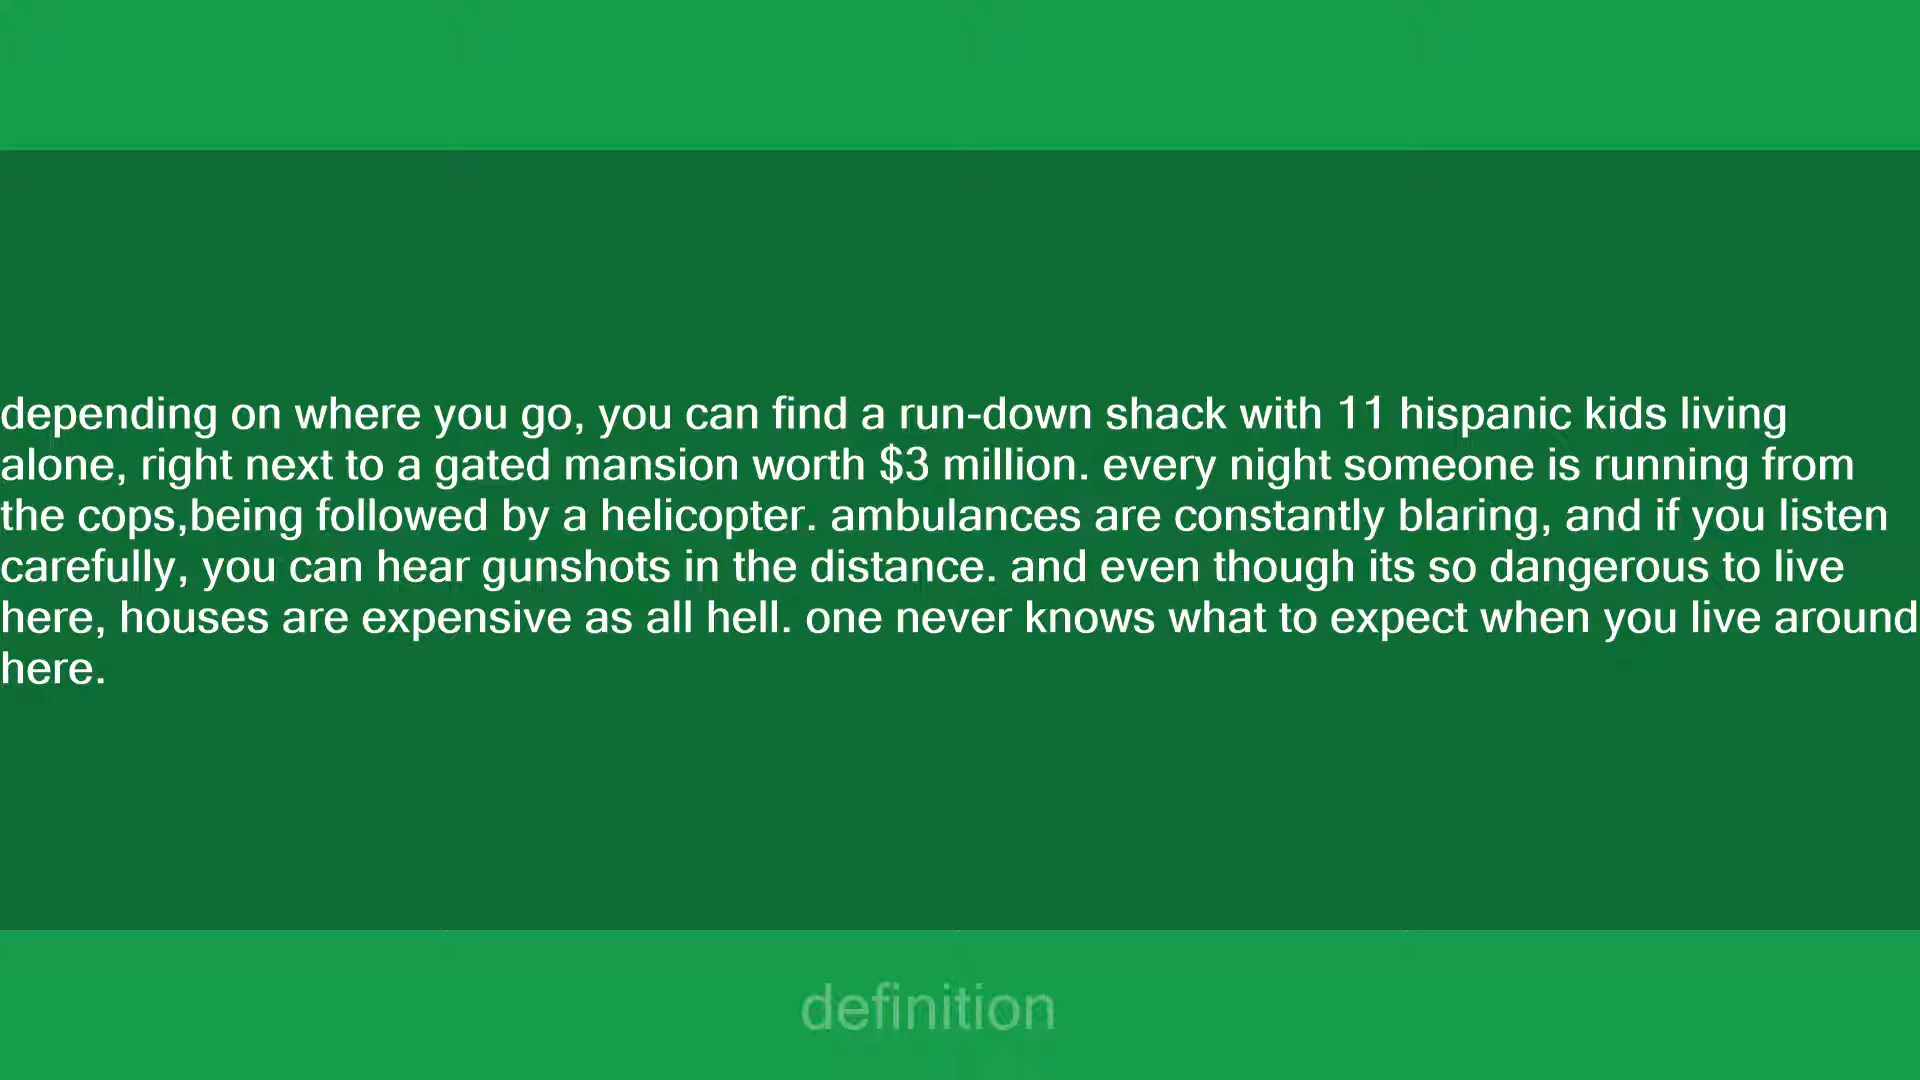 depending on where you go, you can find a run-down shack with 11 hispanic kids living
alone, right next to a gated mansion worth $3 million. every night someone is running from
the cops,being followed by a helicopter. ambulances are constantly blaring, and if you listen
carefully, you can hear gunshots in the distance. and even though its so dangerous to live
here, houses are expensive as all hell. one never knows what to expect when you live around
here.
definition